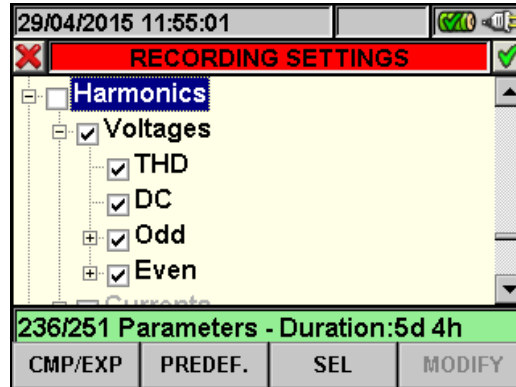 29/04/2015 11:55:01
RECORDING SETTINGS
Harmonics
Voltages
THD
DC
Odd
Even
Currents
236/251 Parameters - Duration:5d 4h
CMP/EXP PREDEF. SEL MODIFY